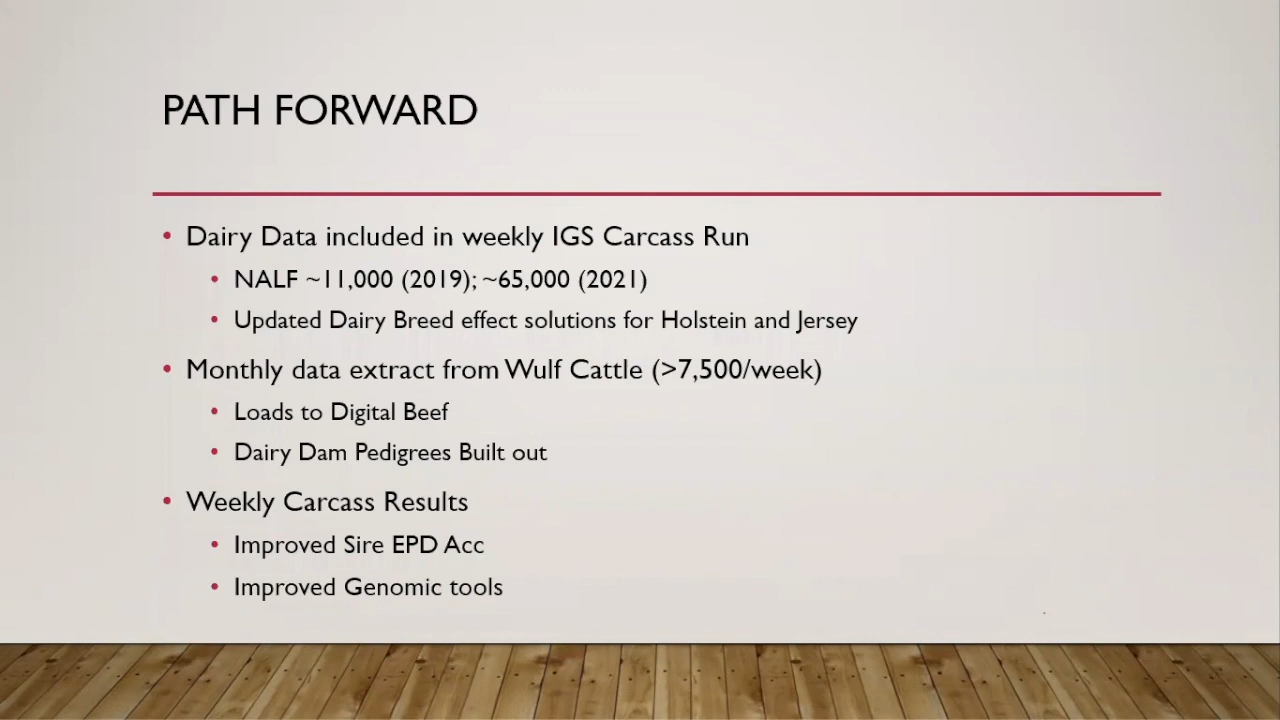 PATH FORWARD
• Dairy Data included in weekly IGS Carcass Run
• NALF ~11,000 (2019); ~65,000 (2021)
• Updated Dairy Breed effect solutions for Holstein and Jersey
• Monthly data extract from Wulf Cattle (>7,500/week)
• Loads to Digital Beef
• Dairy Dam Pedigrees Built out
• Weekly Carcass Results
• Improved Sire EPD Acc
• Improved Genomic tools